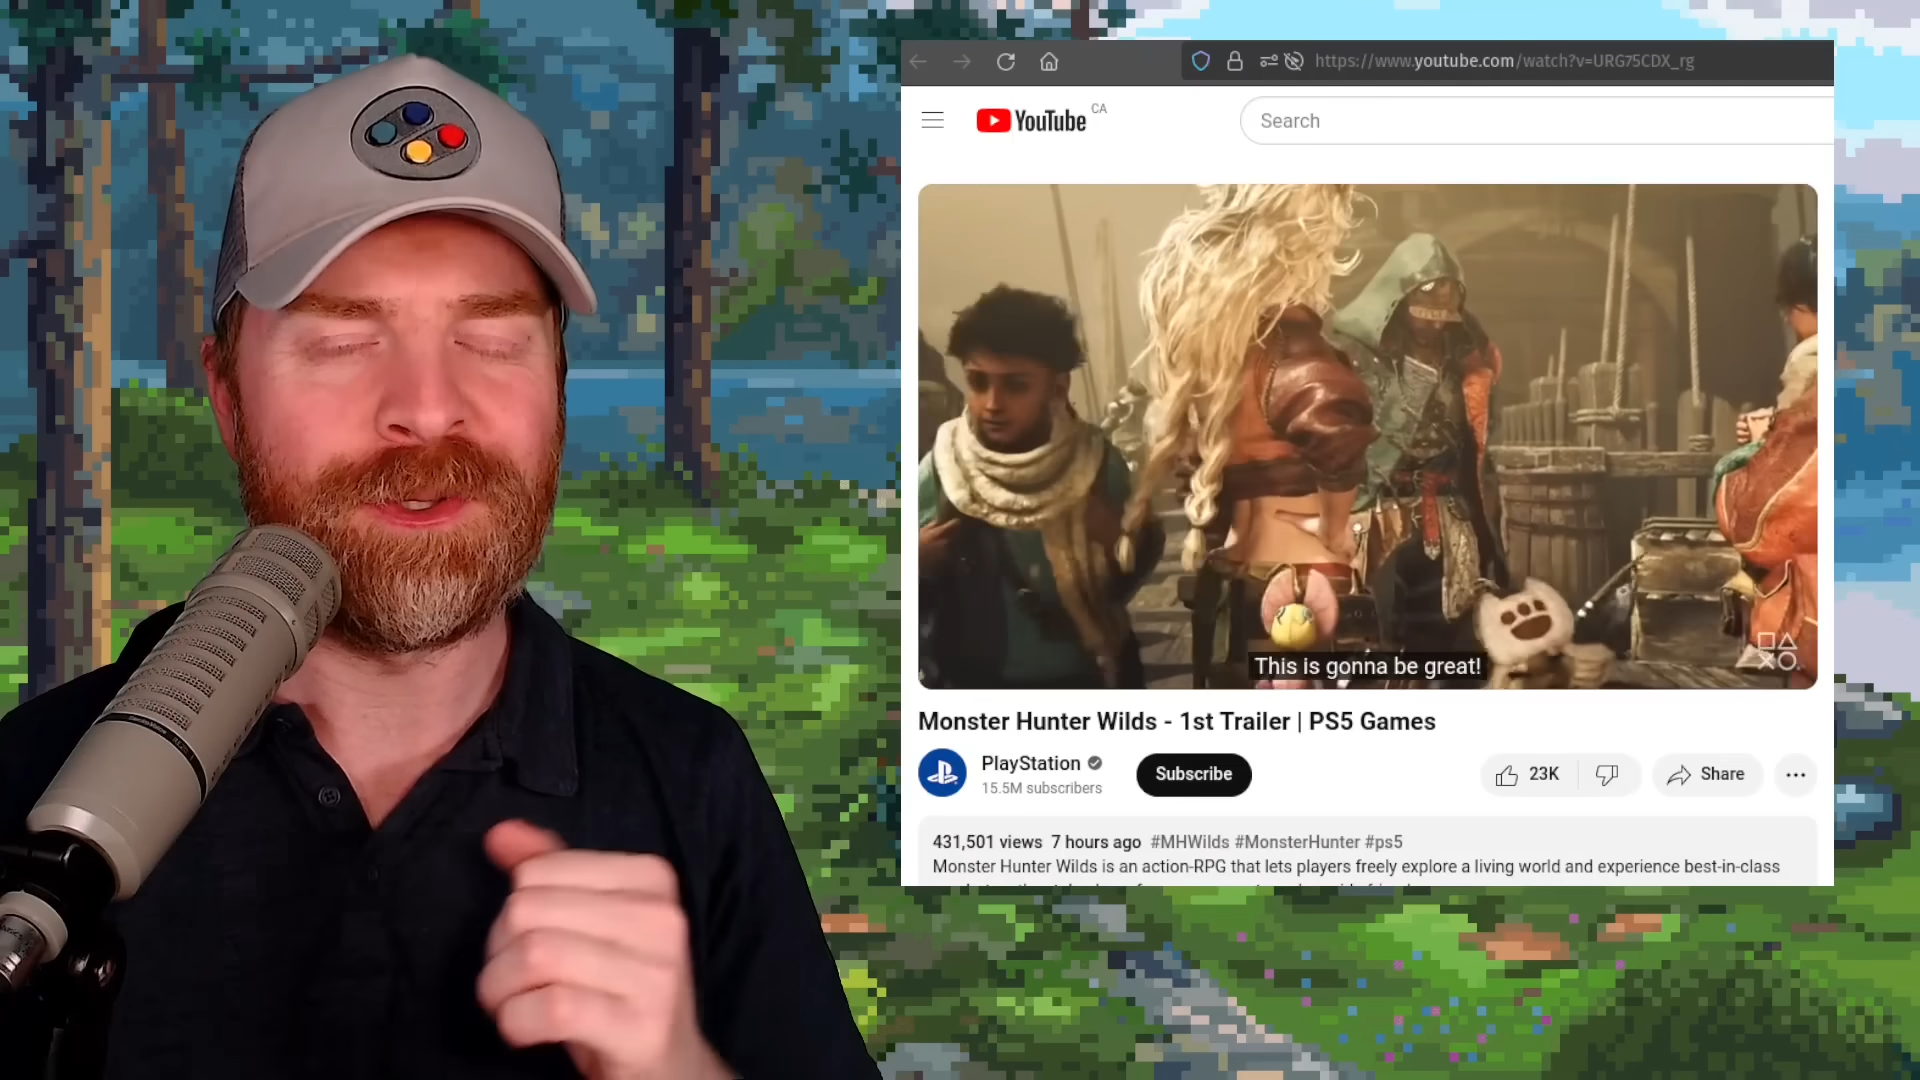 https://www.youtube.com/watch?v=URG75CDX_rg
YouTube CA
Search
This is gonna be great!
Monster Hunter Wilds - 1st Trailer | PS5 Games
PlayStation
15.5M subscribers
Subscribe
23K
Share
431,501 views 7 hours ago #MHWilds #MonsterHunter #ps5
Monster Hunter Wilds is an action-RPG that lets players freely explore a living world and experience best-in-class